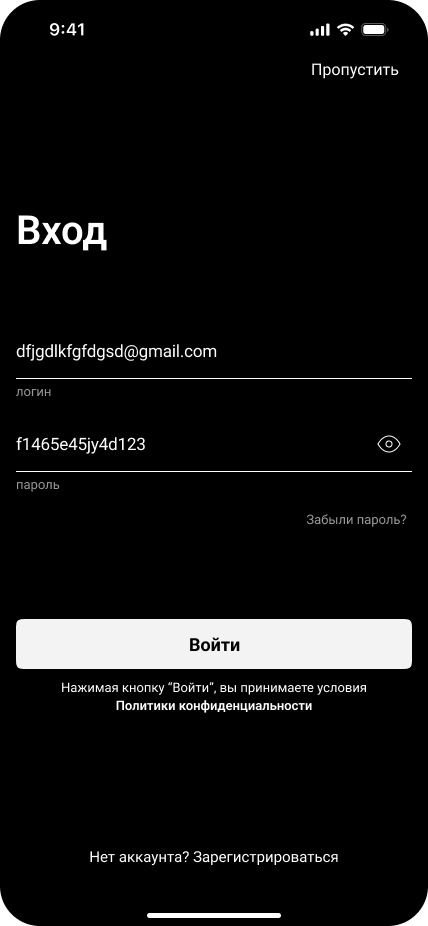 9:41
Пропустить
Вход
dfjgdlkfgfdgsd@gmail.com
логин
f1465e45jy4d123
пароль
Забыли пароль?
Войти
Нажимая кнопку “Войти”, вы принимаете условия
Политики конфиденциальности
Нет аккаунта? Зарегистрироваться